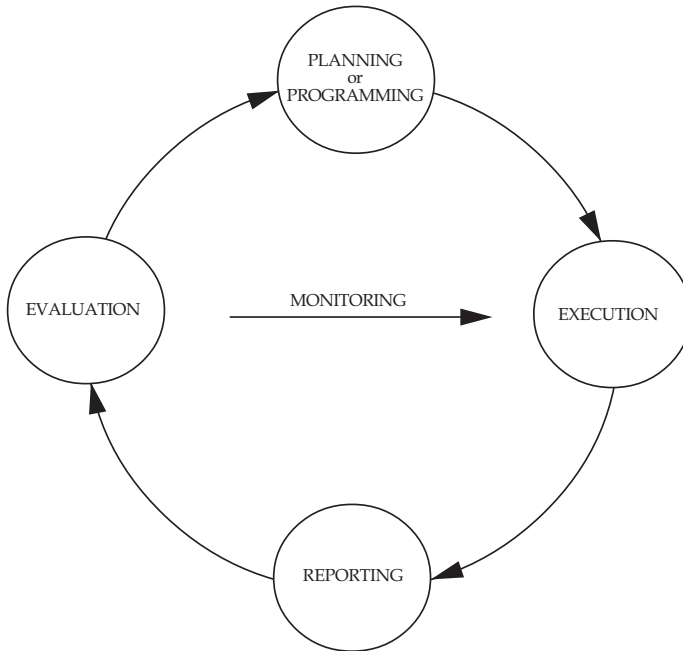 PLANNING
or
PROGRAMMING
EVALUATION
MONITORING
EXECUTION
REPORTING